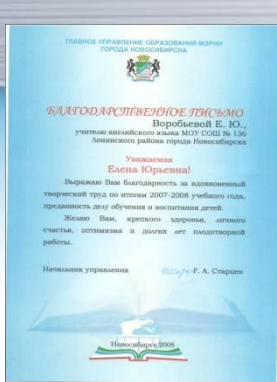 ГЛАВНОЕ УПРАВЛЕНИЕ ОБРАЗОВАНИЯ МЭРИИ
ГОРОДА НОВОСИБИРСКА
БЛАГОДАРСТВЕННОЕ ПИСЬМО
Воробьевой Е. Ю.,
учителю английского языка МОУ СОШ № 136
Ленинского района города Новосибирска
Уважаемая
Елена Юрьевна!
Выражаю Вам благодарность за вдохновенный
творческий труд по итогам 2007-2008 учебного года,
преданность делу обучения и воспитания детей.
Желаю Вам, крепкого здоровья, личного
счастья, оптимизма и долгих лет плодотворной
работы.
Начальник управления Г. А. Старцев
Новосибирск 2008